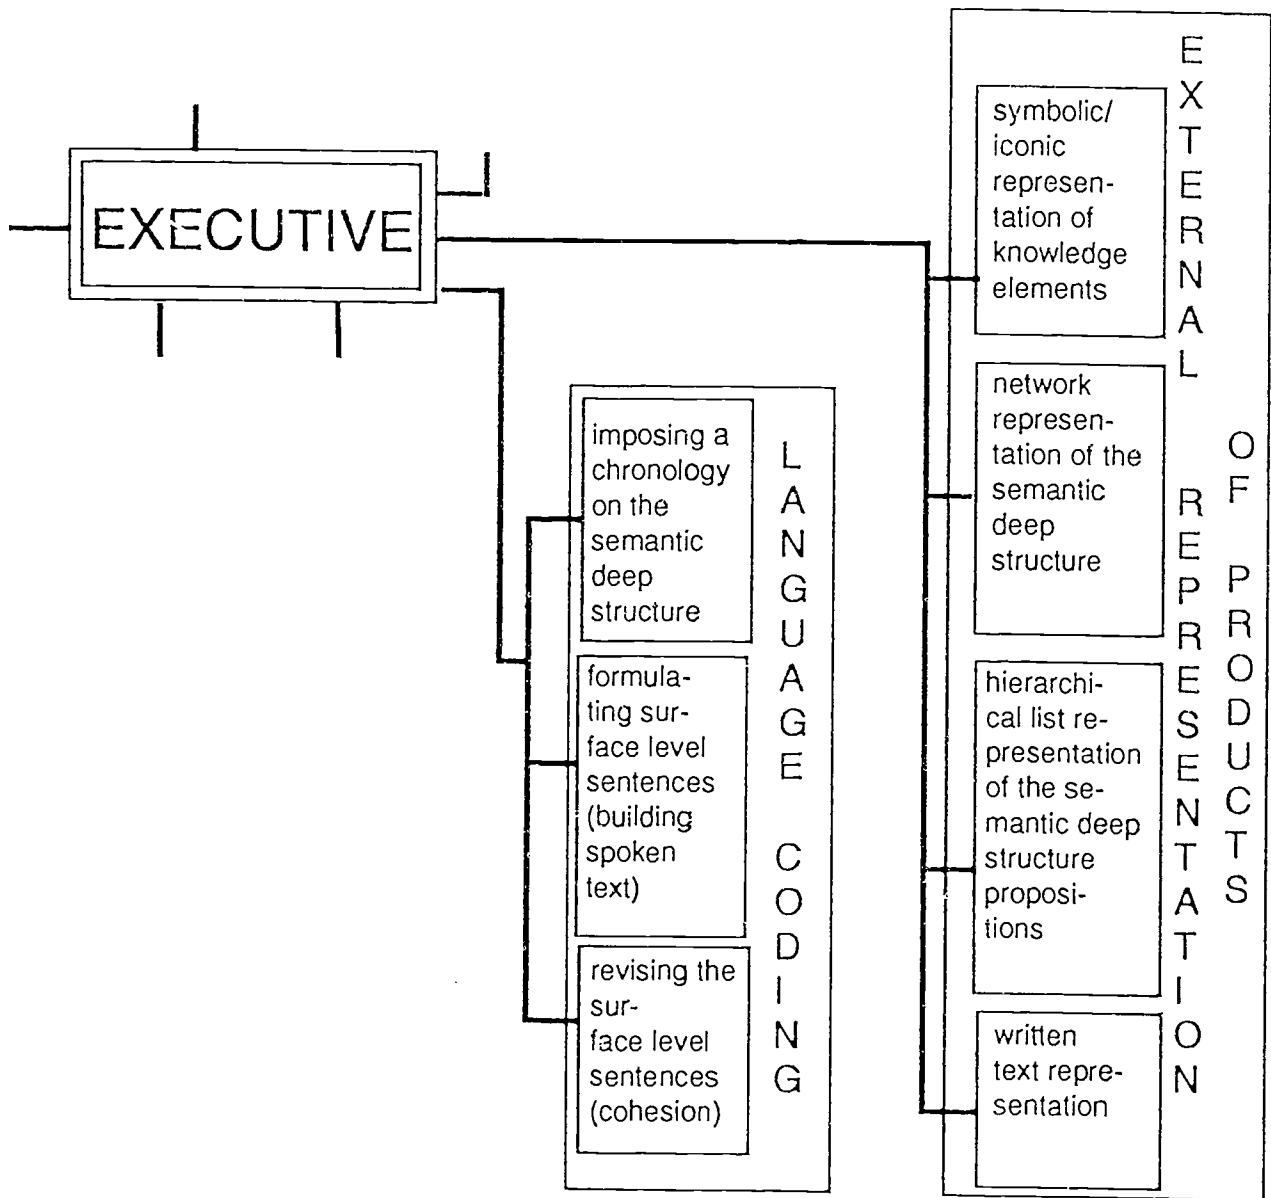 EXECUTIVE
imposing a
chronology
on the
semantic
deep
structure
formula-
ting sur-
face level
sentences
(building
spoken
text)
revising the
sur-
face level
sentences
(cohesion)
LANGUAGE CODING
symbolic/
iconic
represen-
tation of
knowledge
elements
network
represen-
tation of the
semantic
deep
structure
hierarchi-
cal list re-
presentation
of the se-
mantic deep
structure
proposi-
tions
written
text repre-
sentation
EXTERNAL REPRESENTATION
OF PRODUCTS